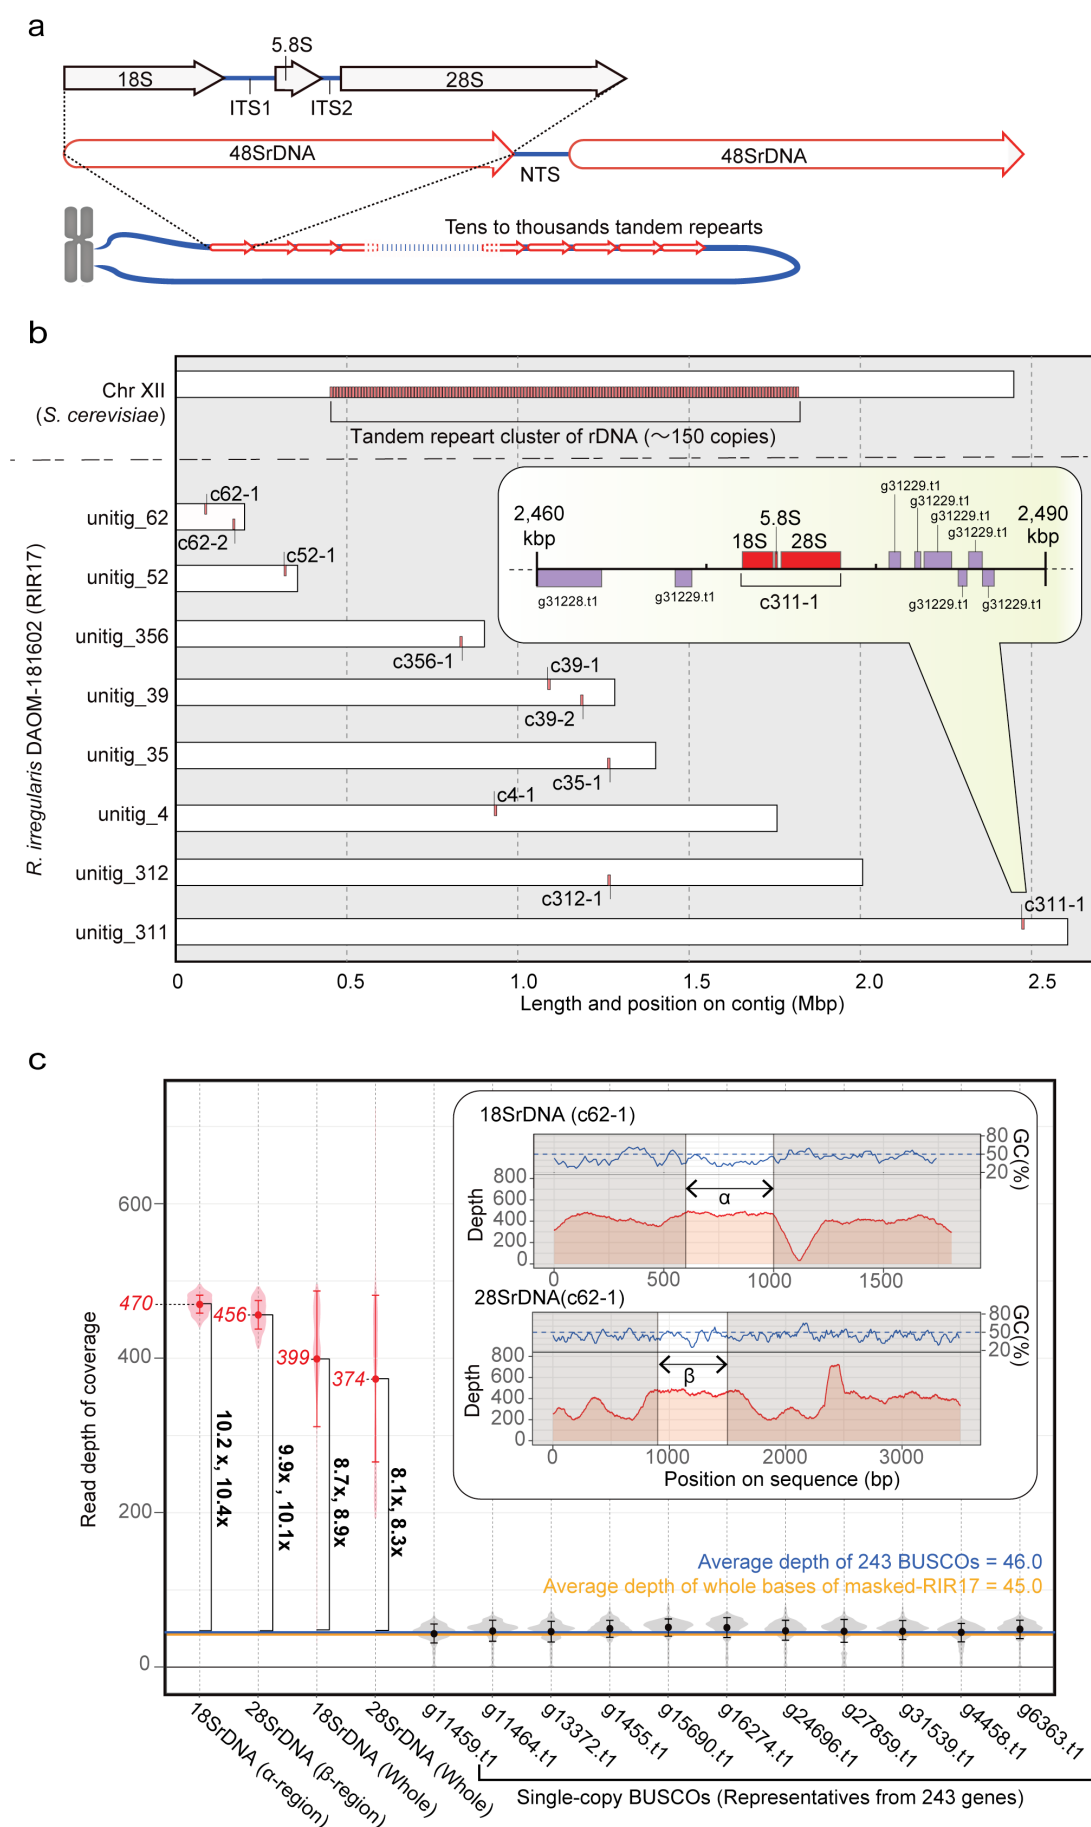 a
5.8S
18S
28S
ITS1
ITS2
48SrDNA
48SrDNA
NTS
Tens to thousands tandem repearts
b
Chr XII
(S. cerevisiae)
Tandem repeart cluster of rDNA (~150 copies)
R. irregularis DAOM-181602 (RIR17)
unitig_62
c62-1
c62-2
unitig_52
c52-1
unitig_356
c356-1
unitig_39
c39-1
c39-2
unitig_35
c35-1
unitig_4
c4-1
unitig_312
c312-1
unitig_311
c311-1
2,460
kbp
2,490
kbp
5.8S
18S
28S
c311-1
g31228.t1
g31229.t1
g31229.t1
g31229.t1
g31229.t1
g31229.t1
g31229.t1
g31229.t1
0 0.5 1.0 1.5 2.0 2.5
Length and position on contig (Mbp)
c
Read depth of coverage
600
400
200
0
470
456
399
374
10.2 x, 10.4x
9.9x , 10.1x
8.7x, 8.9x
8.1x, 8.3x
18SrDNA (c62-1)
80
50
20
GC(%)
800
600
400
200
0
Depth
α
0 500 1000 1500
28SrDNA(c62-1)
80
50
20
GC(%)
800
600
400
200
0
Depth
β
0 1000 2000 3000
Position on sequence (bp)
Average depth of 243 BUSCOs = 46.0
Average depth of whole bases of masked-RIR17 = 45.0
18SrDNA (α-region)
28SrDNA (β-region)
18SrDNA (Whole)
28SrDNA (Whole)
g11459.t1
g11464.t1
g13372.t1
g1455.t1
g15690.t1
g16274.t1
g24696.t1
g27859.t1
g31539.t1
g4458.t1
g6363.t1
Single-copy BUSCOs (Representatives from 243 genes)